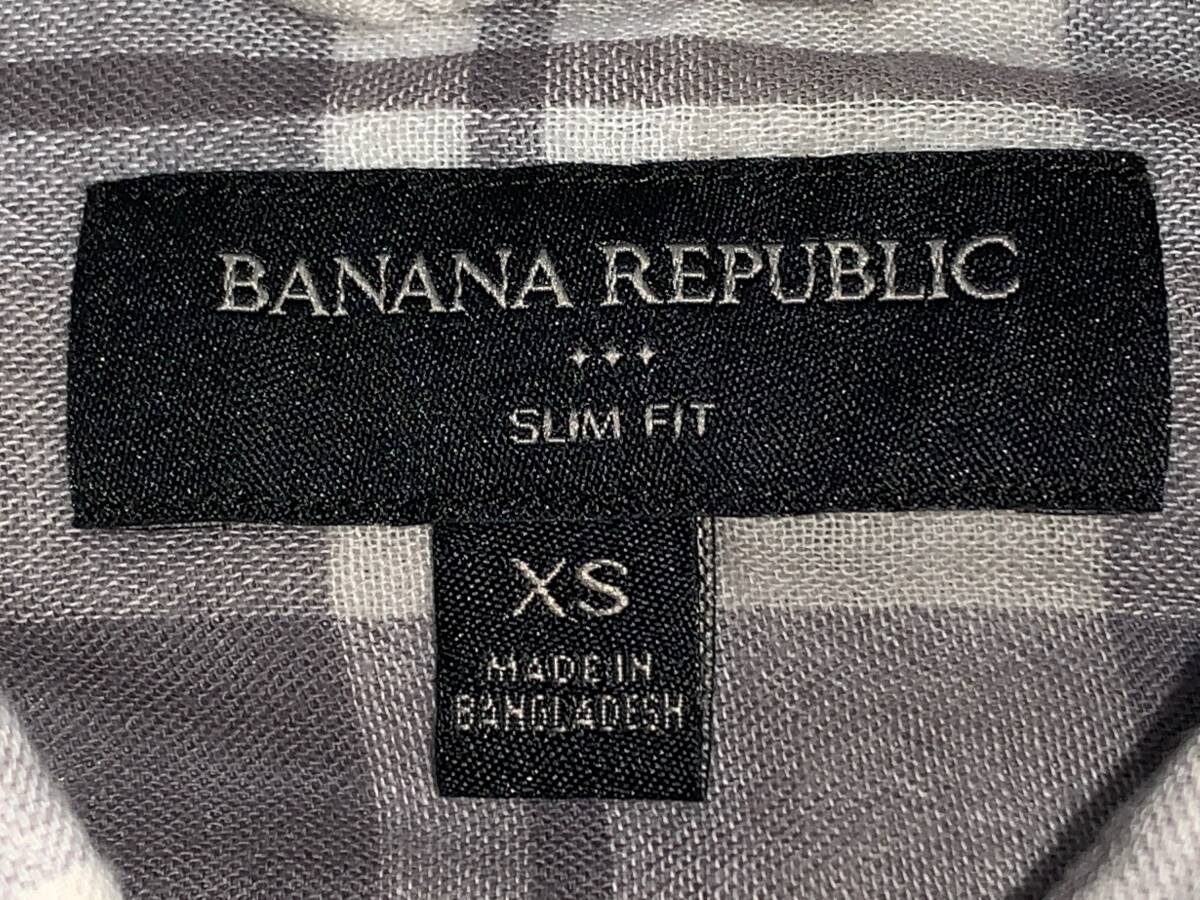 BANANA REPUBLIC
SLIM FIT
XS
MADE IN
BANGLADESH